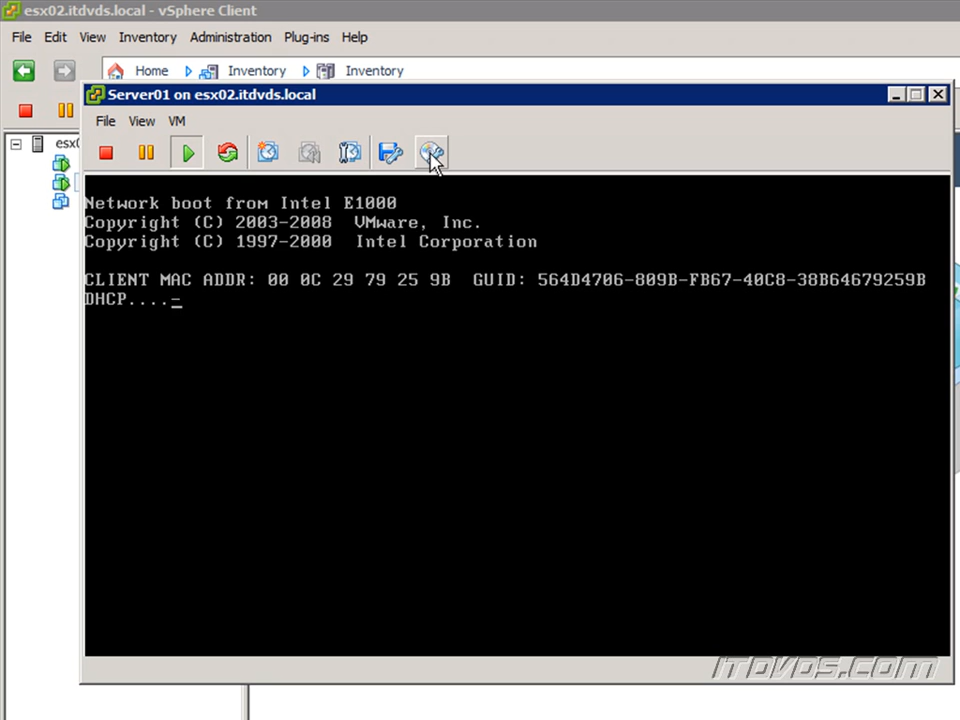 esx02.itdvds.local - vSphere Client
File Edit View Inventory Administration Plug-ins Help
Home Inventory Inventory
Server01 on esx02.itdvds.local
File View VM
esx0
Network boot from Intel E1000
Copyright (C) 2003-2008 VMware, Inc.
Copyright (C) 1997-2000 Intel Corporation
CLIENT MAC ADDR: 00 0C 29 79 25 9B GUID: 564D4706-809B-FB67-40C8-38B64679259B
DHCP....-
ITDVDS.COM